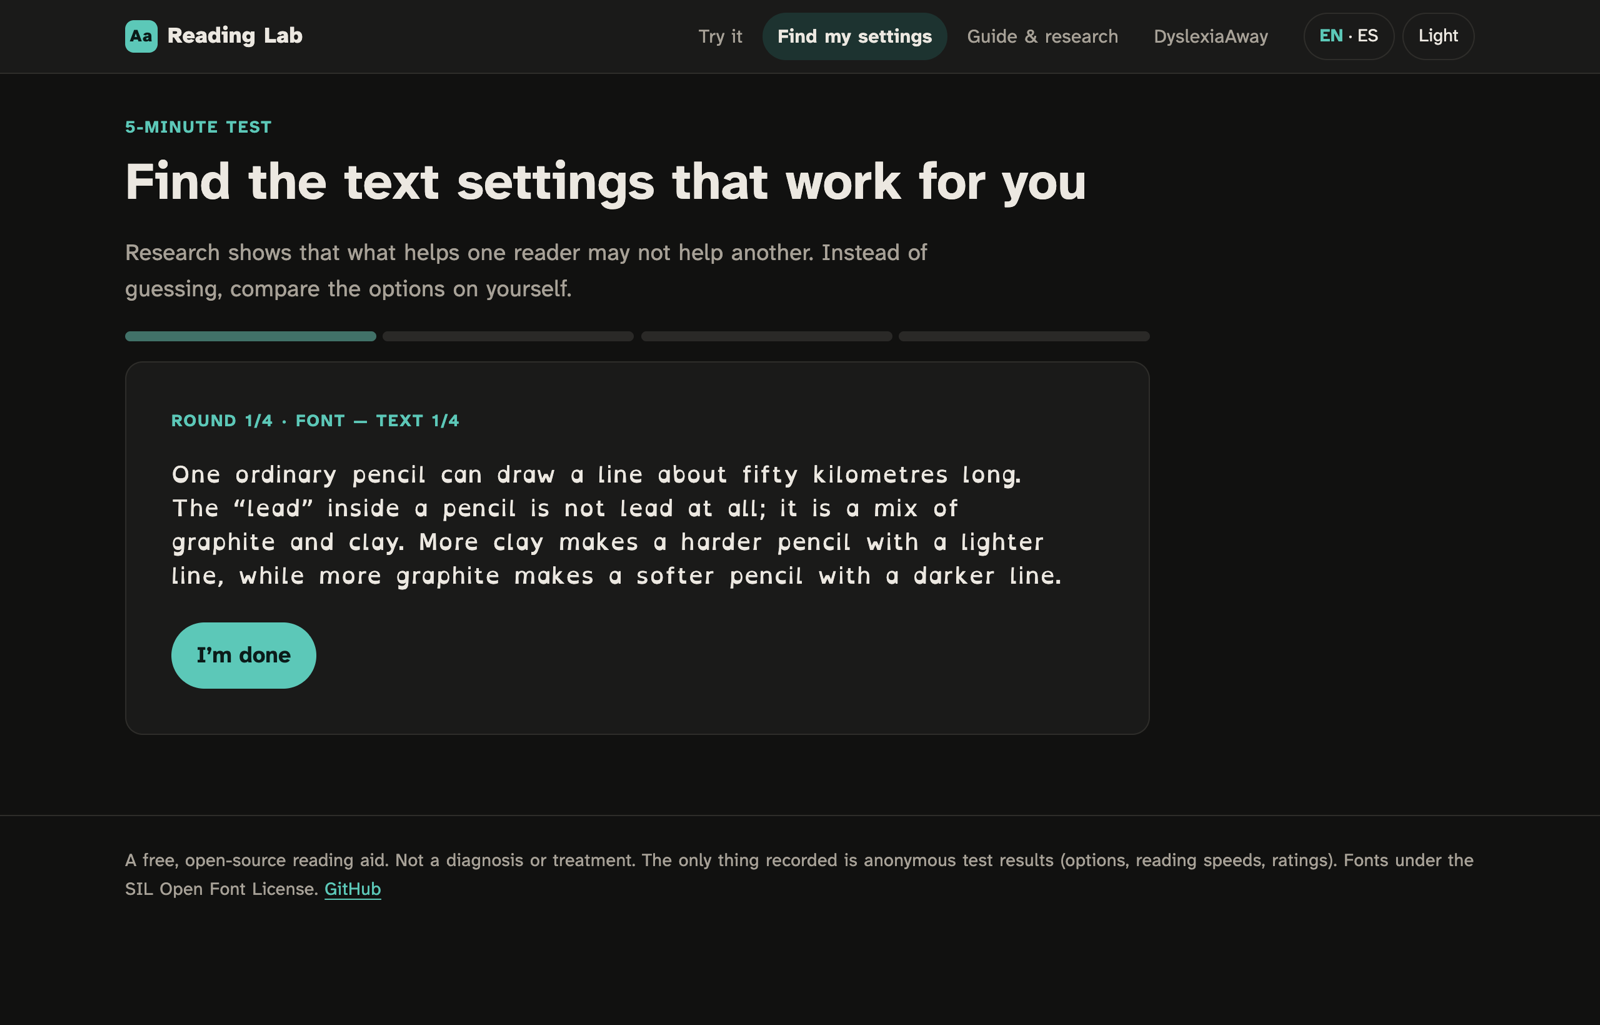 Aa Reading Lab
Try it
Find my settings
Guide & research
DyslexiaAway
EN · ES
Light
5-MINUTE TEST
Find the text settings that work for you
Research shows that what helps one reader may not help another. Instead of
guessing, compare the options on yourself.
ROUND 1/4 · FONT — TEXT 1/4
One ordinary pencil can draw a line about fifty kilometres long.
The “lead” inside a pencil is not lead at all; it is a mix of
graphite and clay. More clay makes a harder pencil with a lighter
line, while more graphite makes a softer pencil with a darker line.
I’m done
A free, open-source reading aid. Not a diagnosis or treatment. The only thing recorded is anonymous test results (options, reading speeds, ratings). Fonts under the
SIL Open Font License. GitHub